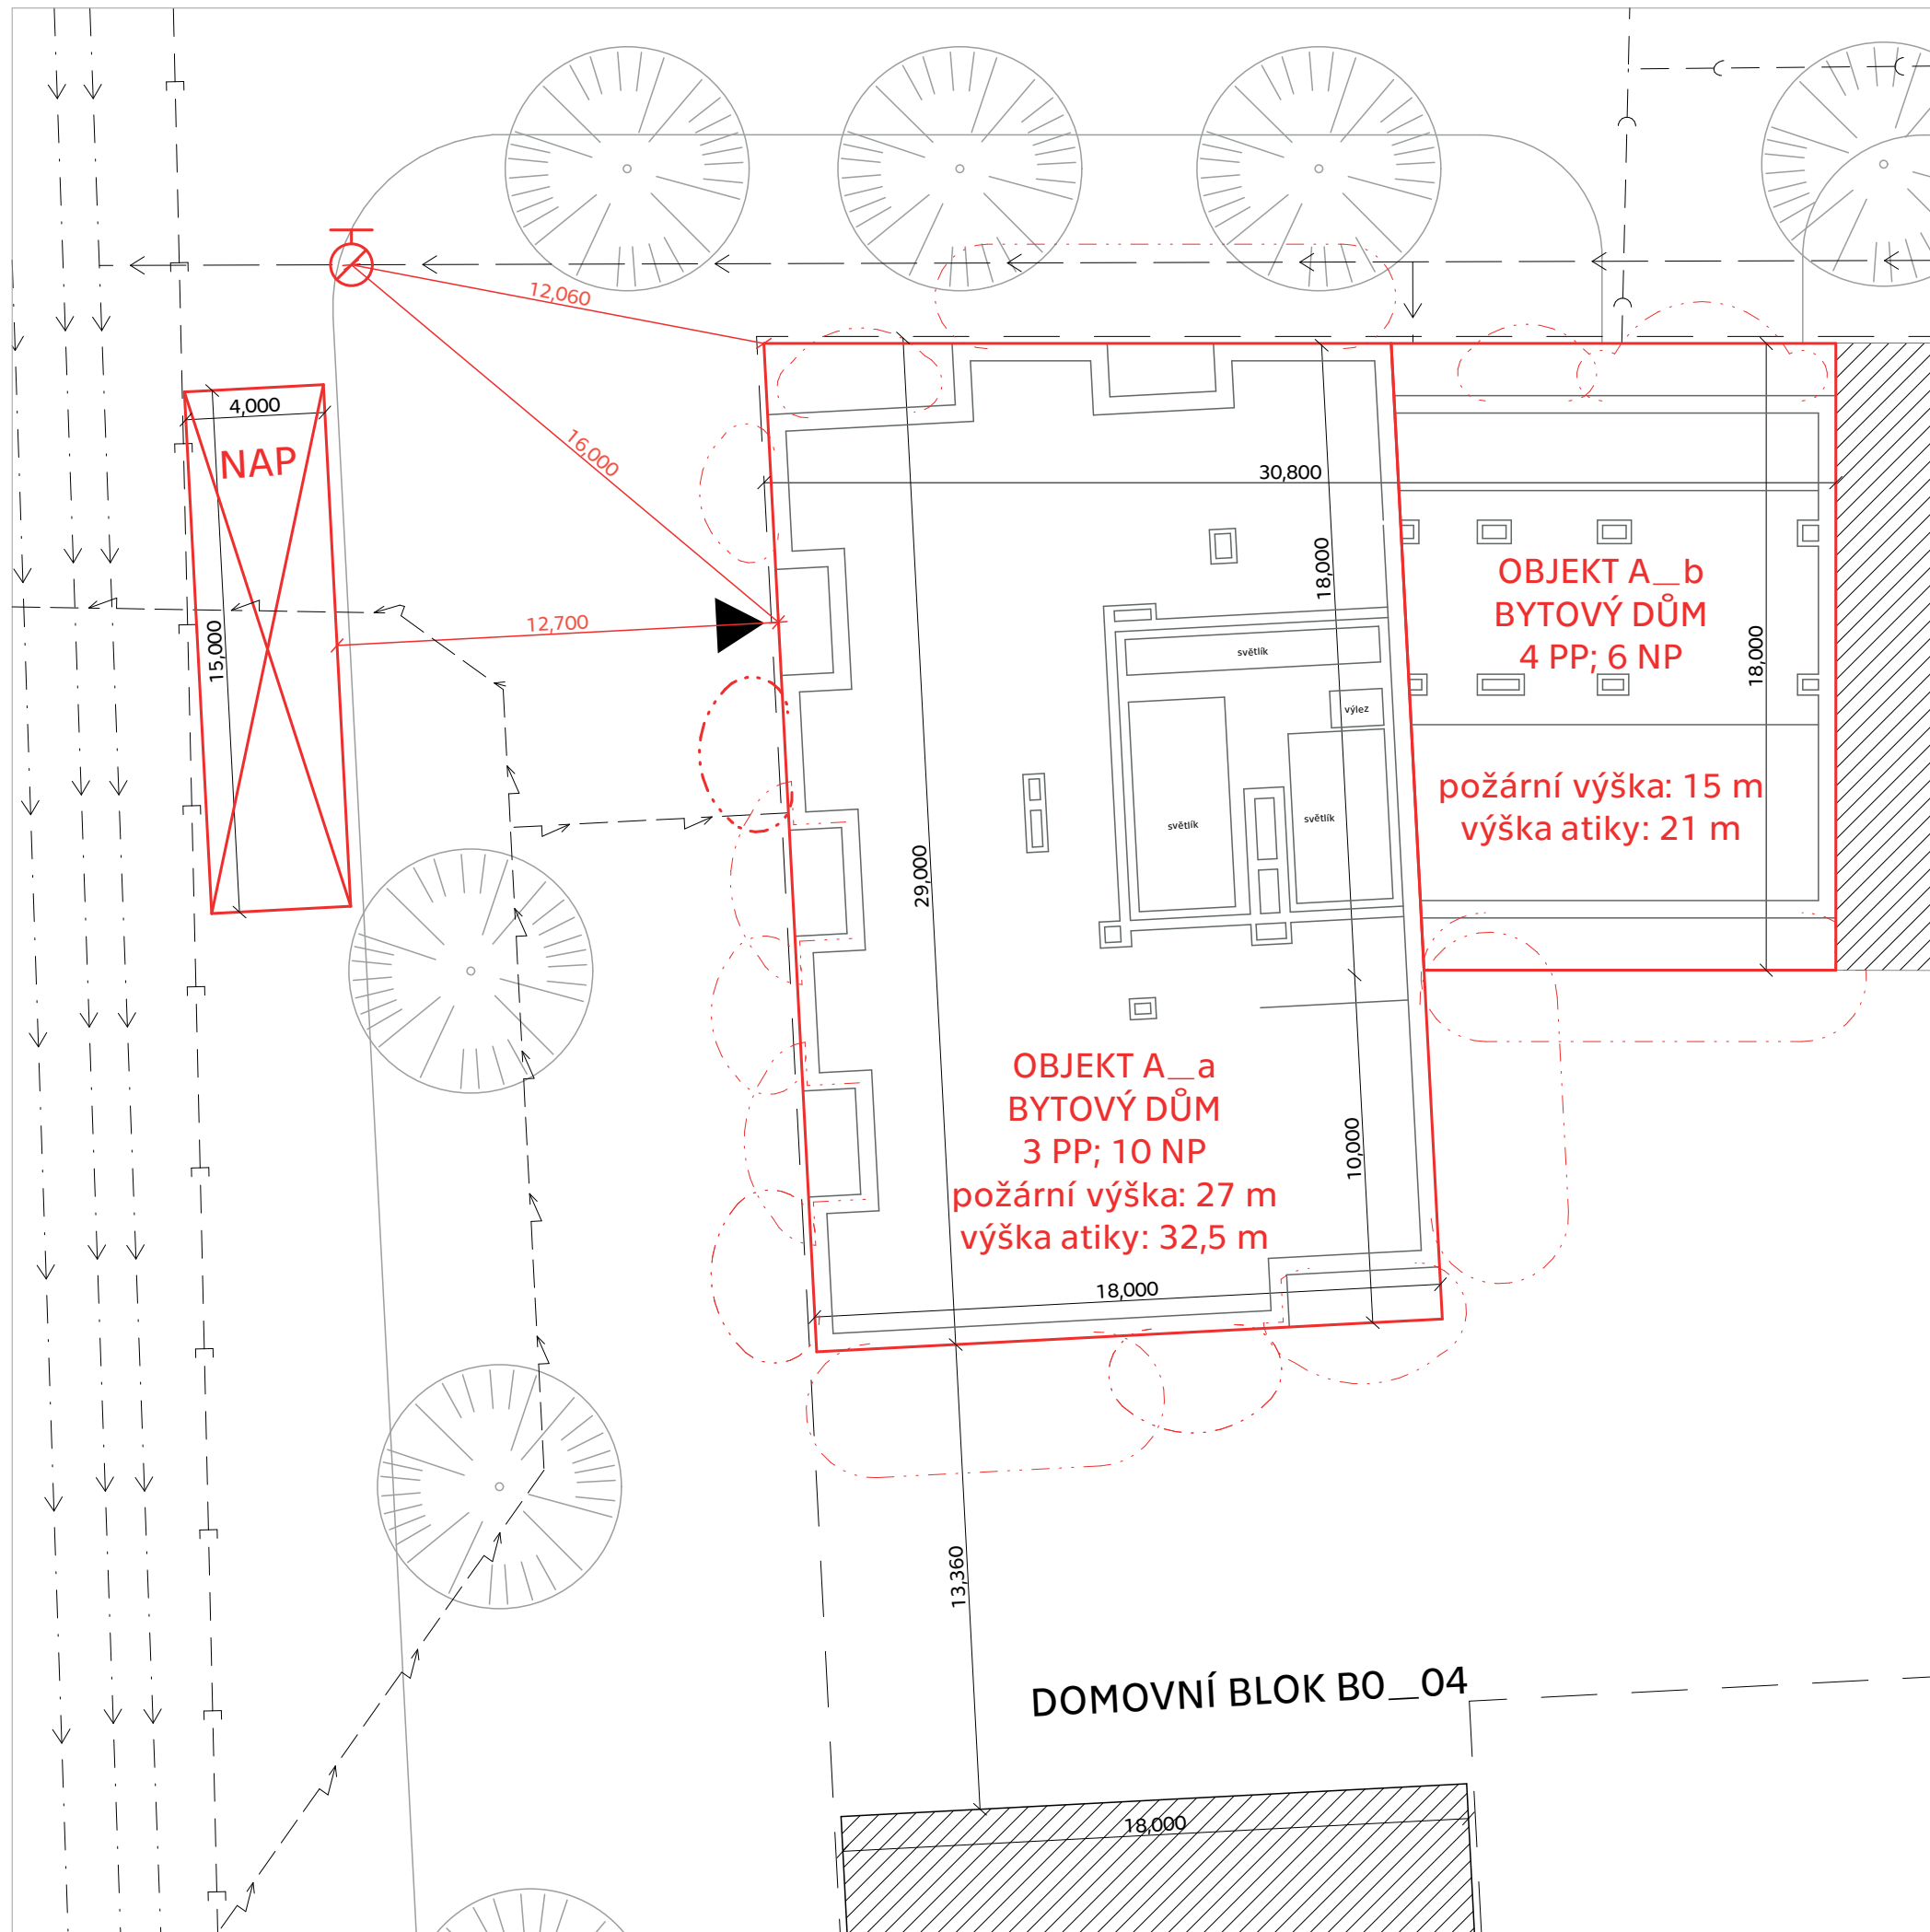 12,060
4,000
NAP
16,000
30,800
18,000
OBJEKT A_b
BYTOVÝ DŮM
4 PP; 6 NP
18,000
12,700
15,000
světlík
výlez
požární výška: 15 m
výška atiky: 21 m
světlík
světlík
29,000
OBJEKT A_a
BYTOVÝ DŮM
3 PP; 10 NP
požární výška: 27 m
výška atiky: 32,5 m
10,000
18,000
13,360
DOMOVNÍ BLOK B0_04
18,000